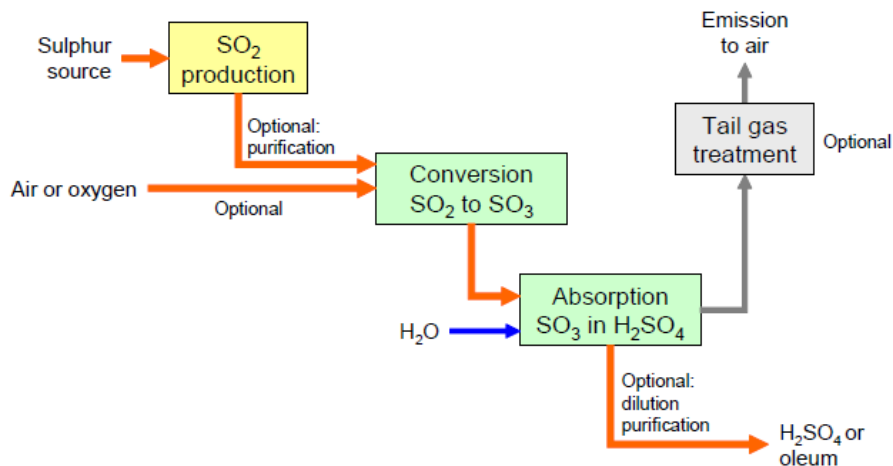 Sulphur
source
SO₂
production
Optional:
purification
Air or oxygen
Optional
Conversion
SO₂ to SO₃
H₂O
Absorption
SO₃ in H₂SO₄
Optional:
dilution
purification
H₂SO₄ or
oleum
Emission
to air
Tail gas
treatment
Optional